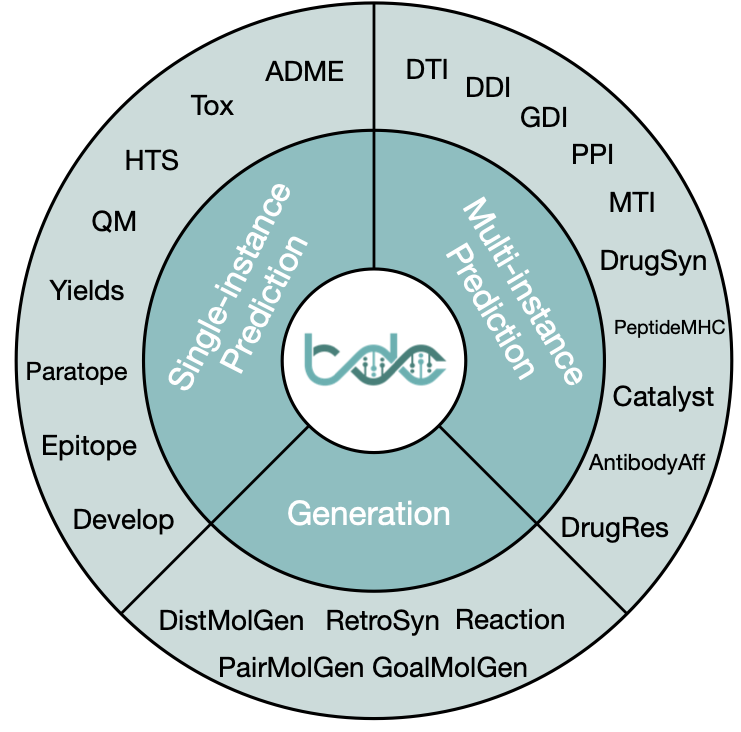 ADME
Tox
HTS
QM
Yields
Paratope
Epitope
Develop
Single-instance
Prediction
DTI
DDI
GDI
PPI
MTI
DrugSyn
PeptideMHC
Catalyst
AntibodyAff
DrugRes
Multi-instance
Prediction
tdc
Generation
DistMolGen RetroSyn Reaction
PairMolGen GoalMolGen